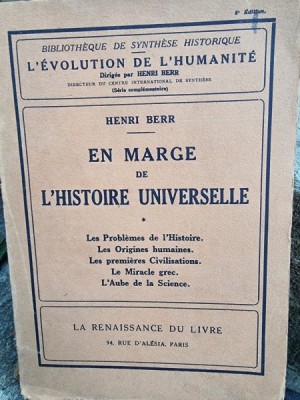 8e Édition.
BIBLIOTHÈQUE DE SYNTHÈSE HISTORIQUE
L'ÉVOLUTION DE L'HUMANITÉ
Dirigée par HENRI BERR
DIRECTEUR DU CENTRE INTERNATIONAL DE SYNTHÈSE
(Série complémentaire)
HENRI BERR
EN MARGE
DE
L'HISTOIRE UNIVERSELLE
*
Les Problèmes de l'Histoire.
Les Origines humaines.
Les premières Civilisations.
Le Miracle grec.
L'Aube de la Science.
LA RENAISSANCE DU LIVRE
94, RUE D'ALÉSIA, PARIS